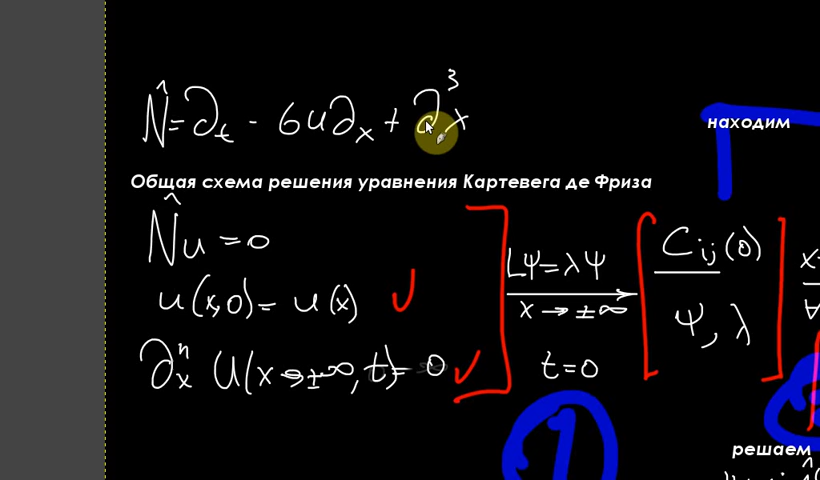 N̂=∂ₜ - 6u∂ₓ + ∂³ₓ
находим
Общая схема решения уравнения Картевега де Фриза
N̂u = 0
u(x,0) = u(x)
∂ₓⁿ U(x→±∞, t) = 0
LΨ=λΨ
x → ±∞
t=0
Cij(0)
Ψ, λ
1
решаем